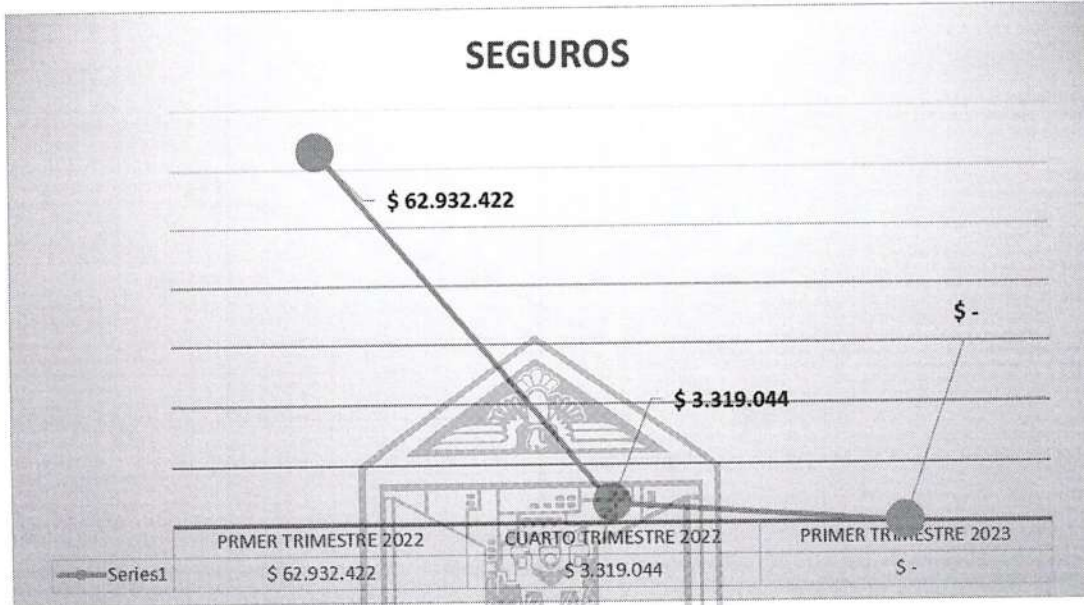 SEGUROS
$ 62.932.422
$ -
$ 3.319.044
PRMER TRIMESTRE 2022 CUARTO TRIMESTRE 2022 PRIMER TRIMESTRE 2023
Series1 $ 62.932.422 $ 3.319.044 $ -